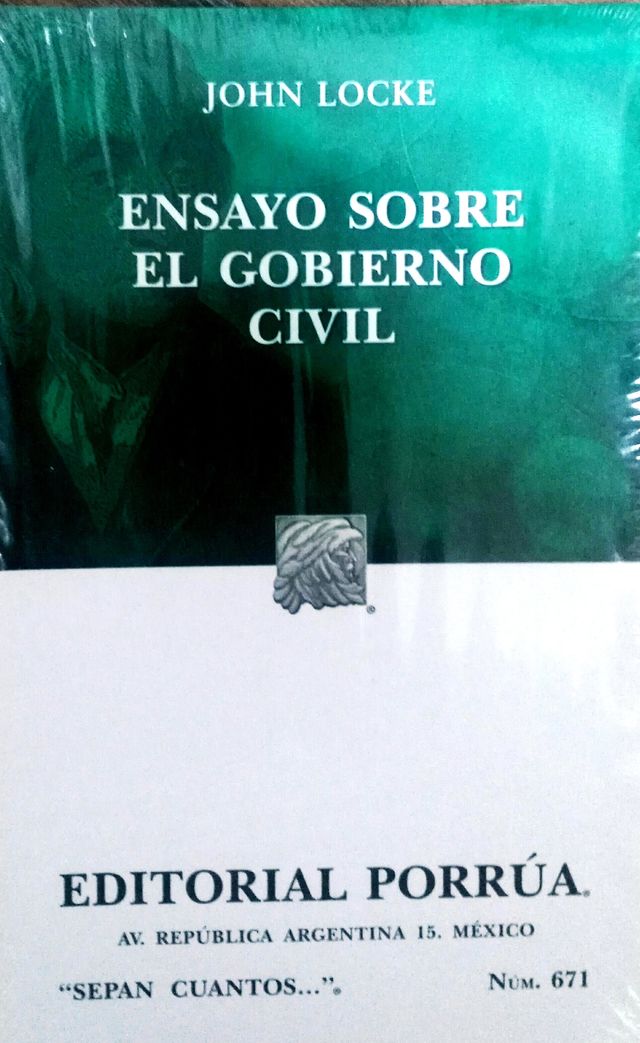 JOHN LOCKE
ENSAYO SOBRE
EL GOBIERNO
CIVIL
®
EDITORIAL PORRÚA®
AV. REPÚBLICA ARGENTINA 15. MÉXICO
“SEPAN CUANTOS...”® NÚM. 671